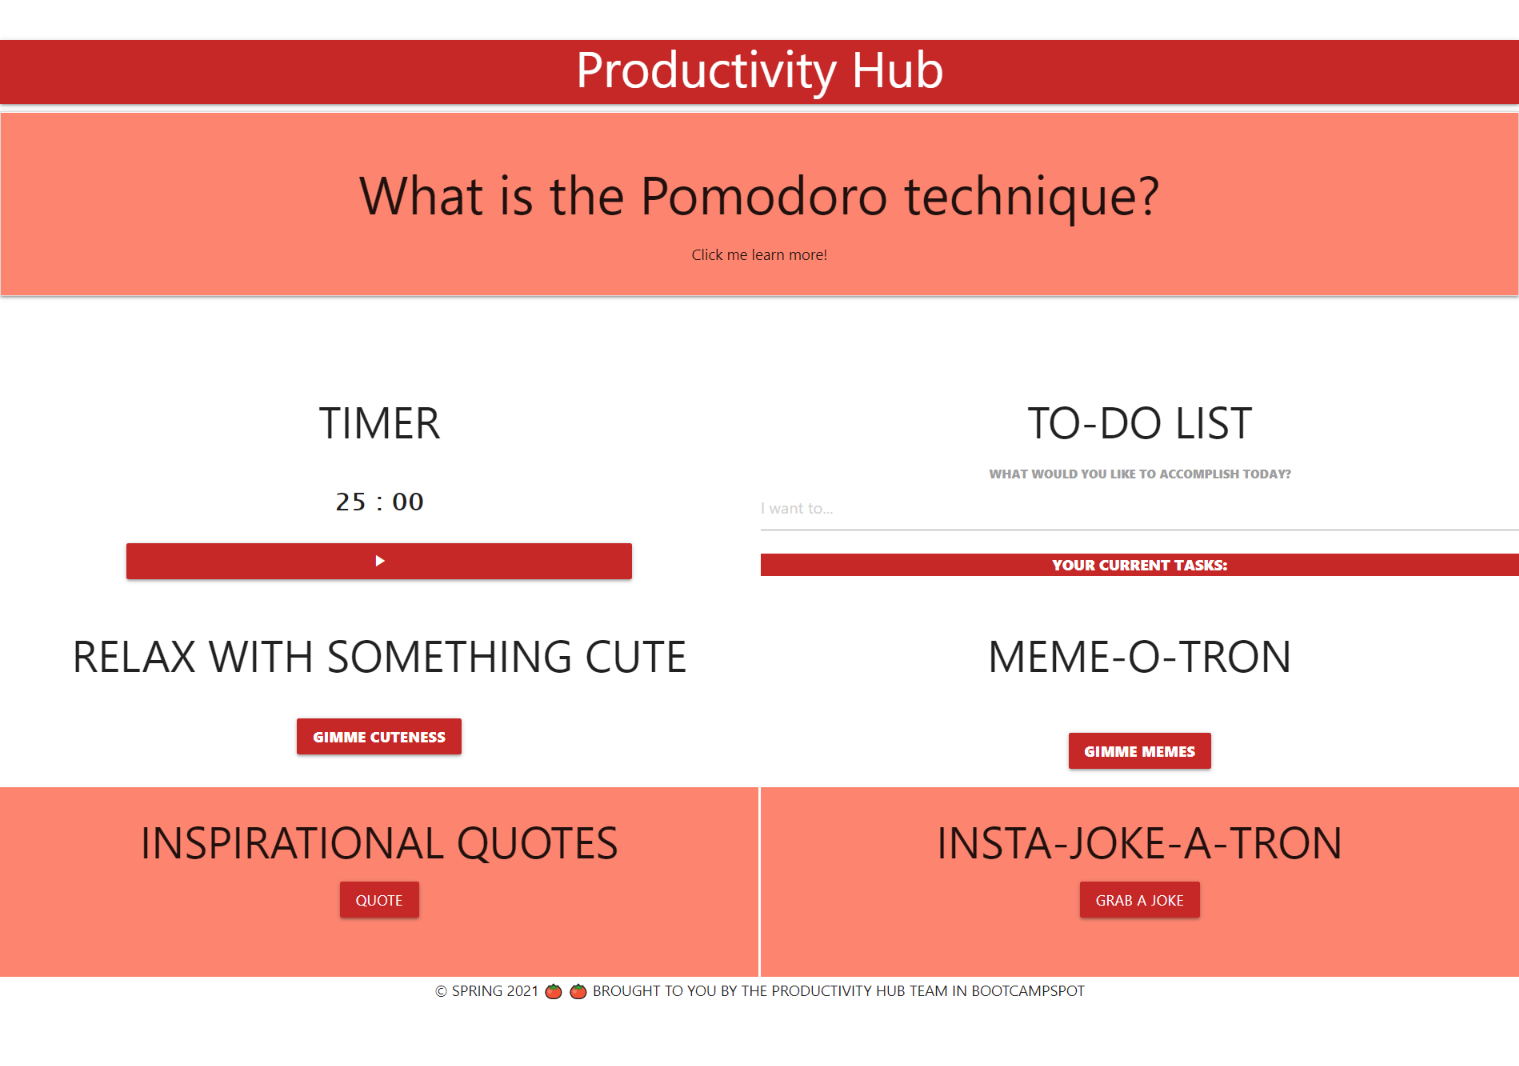 Productivity Hub
What is the Pomodoro technique?
Click me learn more!
TIMER
25 : 00
TO-DO LIST
WHAT WOULD YOU LIKE TO ACCOMPLISH TODAY?
I want to...
YOUR CURRENT TASKS:
RELAX WITH SOMETHING CUTE
GIMME CUTENESS
MEME-O-TRON
GIMME MEMES
INSPIRATIONAL QUOTES
QUOTE
INSTA-JOKE-A-TRON
GRAB A JOKE
© SPRING 2021 🍅 🍅 BROUGHT TO YOU BY THE PRODUCTIVITY HUB TEAM IN BOOTCAMPSPOT